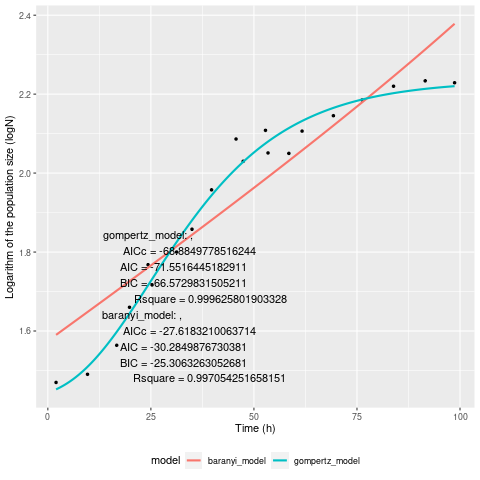 2.4
2.2
2.0
1.8
1.6
Logarithm of the population size (logN)
gompertz_model: ,
AICc = -68.8849778516244
AIC = -71.5516445182911
BIC = -66.5729831505211
Rsquare = 0.999625801903328
baranyi_model: ,
AICc = -27.6183210063714
AIC = -30.2849876730381
BIC = -25.3063263052681
Rsquare = 0.997054251658151
0 25 50 75 100
Time (h)
model baranyi_model gompertz_model